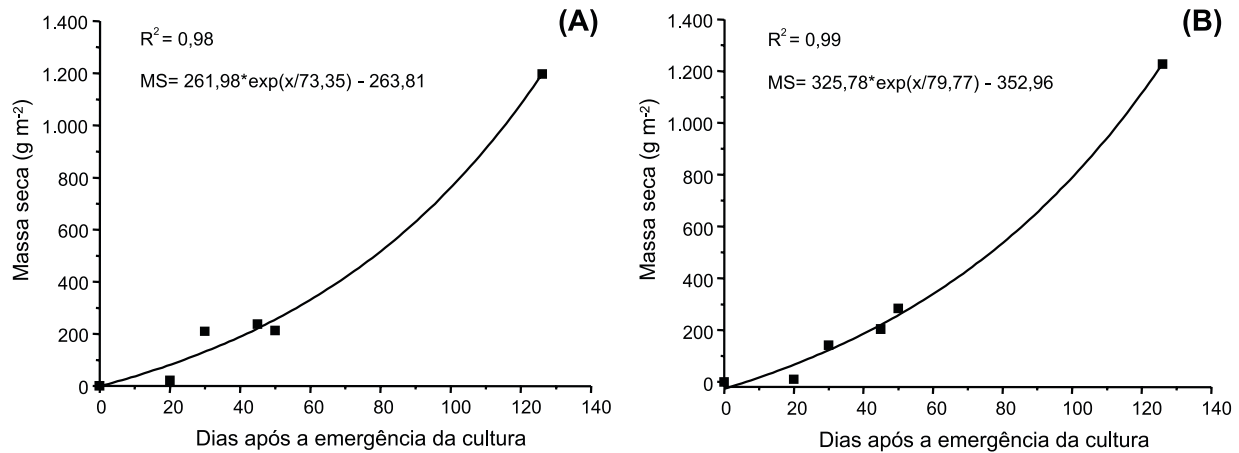 (A)
R² = 0,98
MS= 261,98*exp(x/73,35) - 263,81
Massa seca (g m⁻²)
1.400
1.200
1.000
800
600
400
200
0
0 20 40 60 80 100 120 140
Dias após a emergência da cultura
(B)
R² = 0,99
MS= 325,78*exp(x/79,77) - 352,96
Massa seca (g m⁻²)
1.400
1.200
1.000
800
600
400
200
0
0 20 40 60 80 100 120 140
Dias após a emergência da cultura